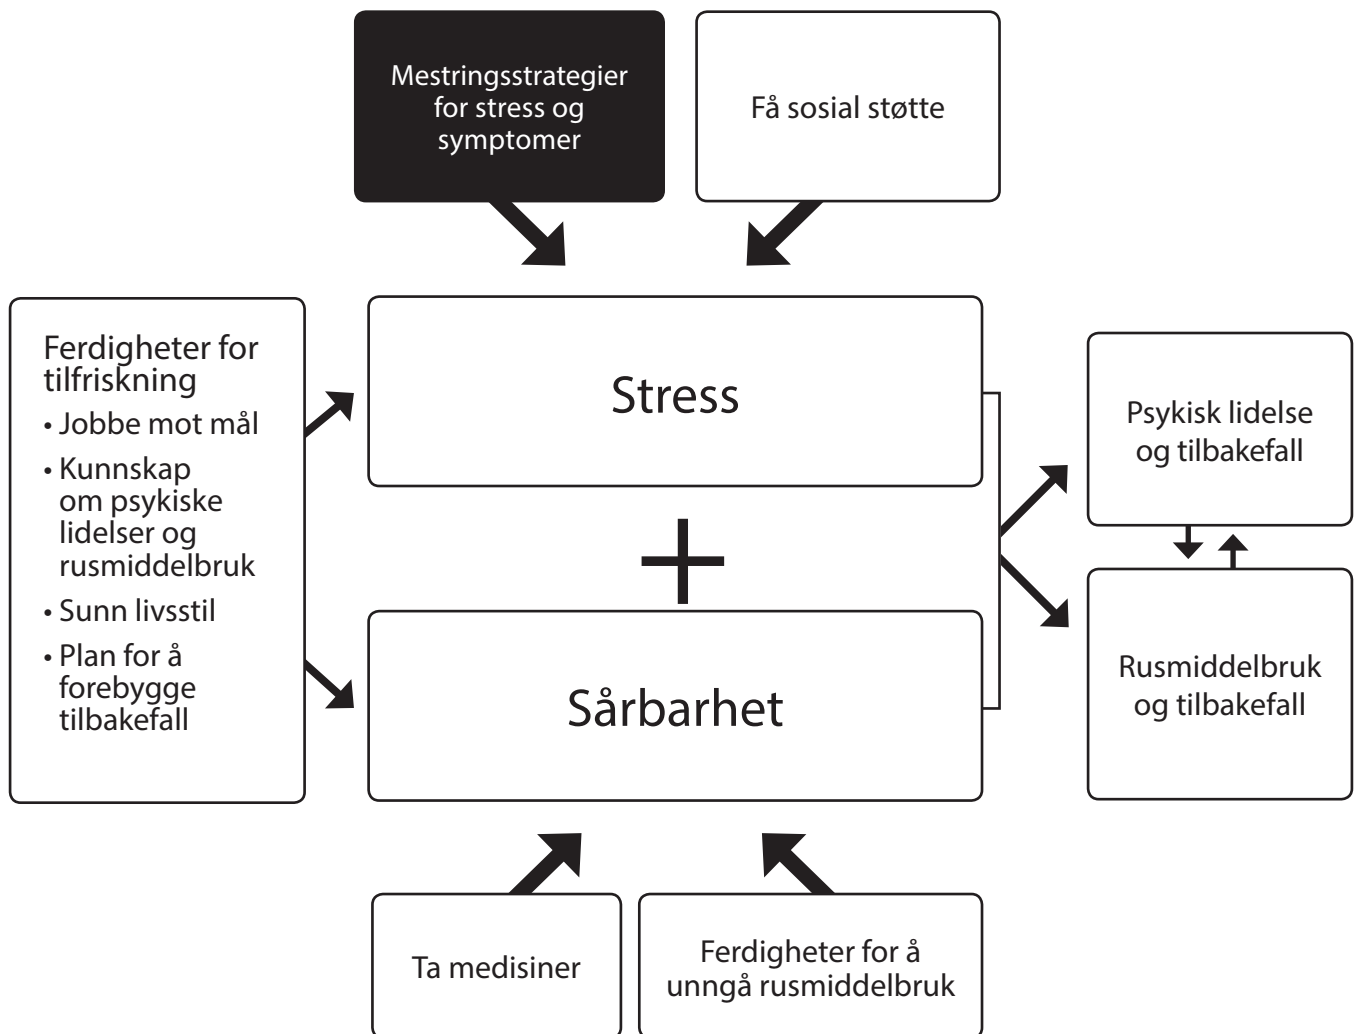 Mestringsstrategier
for stress og
symptomer
Få sosial støtte
Ferdigheter for
tilfriskning
• Jobbe mot mål
• Kunnskap
om psykiske
lidelser og
rusmiddelbruk
• Sunn livsstil
• Plan for å
forebygge
tilbakefall
Stress
+
Sårbarhet
Psykisk lidelse
og tilbakefall
Rusmiddelbruk
og tilbakefall
Ta medisiner
Ferdigheter for å
unngå rusmiddelbruk